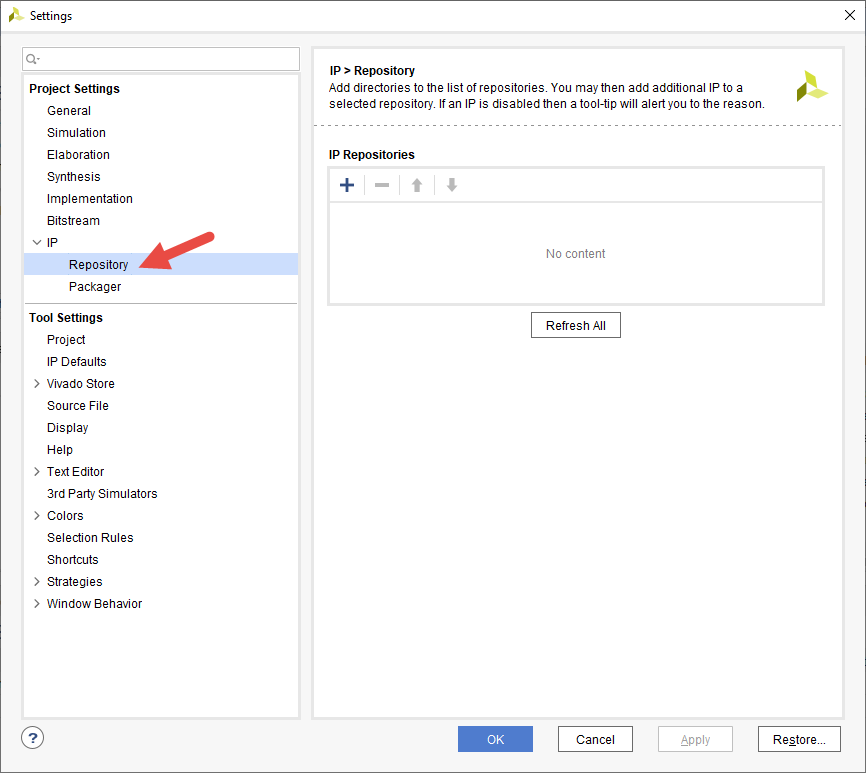 Settings
Project Settings
General
Simulation
Elaboration
Synthesis
Implementation
Bitstream
IP
Repository
Packager
Tool Settings
Project
IP Defaults
Vivado Store
Source File
Display
Help
Text Editor
3rd Party Simulators
Colors
Selection Rules
Shortcuts
Strategies
Window Behavior
IP > Repository
Add directories to the list of repositories. You may then add additional IP to a
selected repository. If an IP is disabled then a tool-tip will alert you to the reason.
IP Repositories
No content
Refresh All
?
OK
Cancel
Apply
Restore...